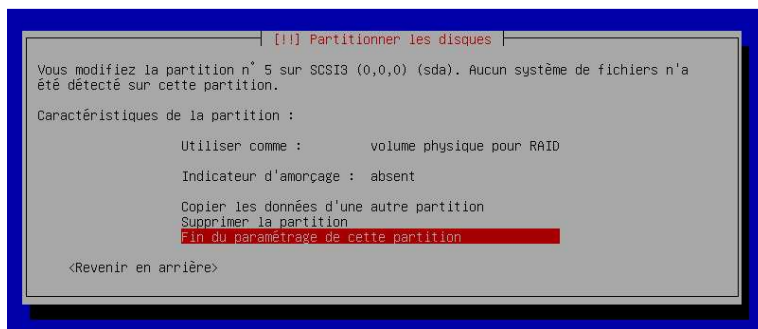 [!!] Partitionner les disques
Vous modifiez la partition n° 5 sur SCSI3 (0,0,0) (sda). Aucun système de fichiers n'a
été détecté sur cette partition.
Caractéristiques de la partition :
Utiliser comme : volume physique pour RAID
Indicateur d'amorçage : absent
Copier les données d'une autre partition
Supprimer la partition
Fin du paramétrage de cette partition
<Revenir en arrière>